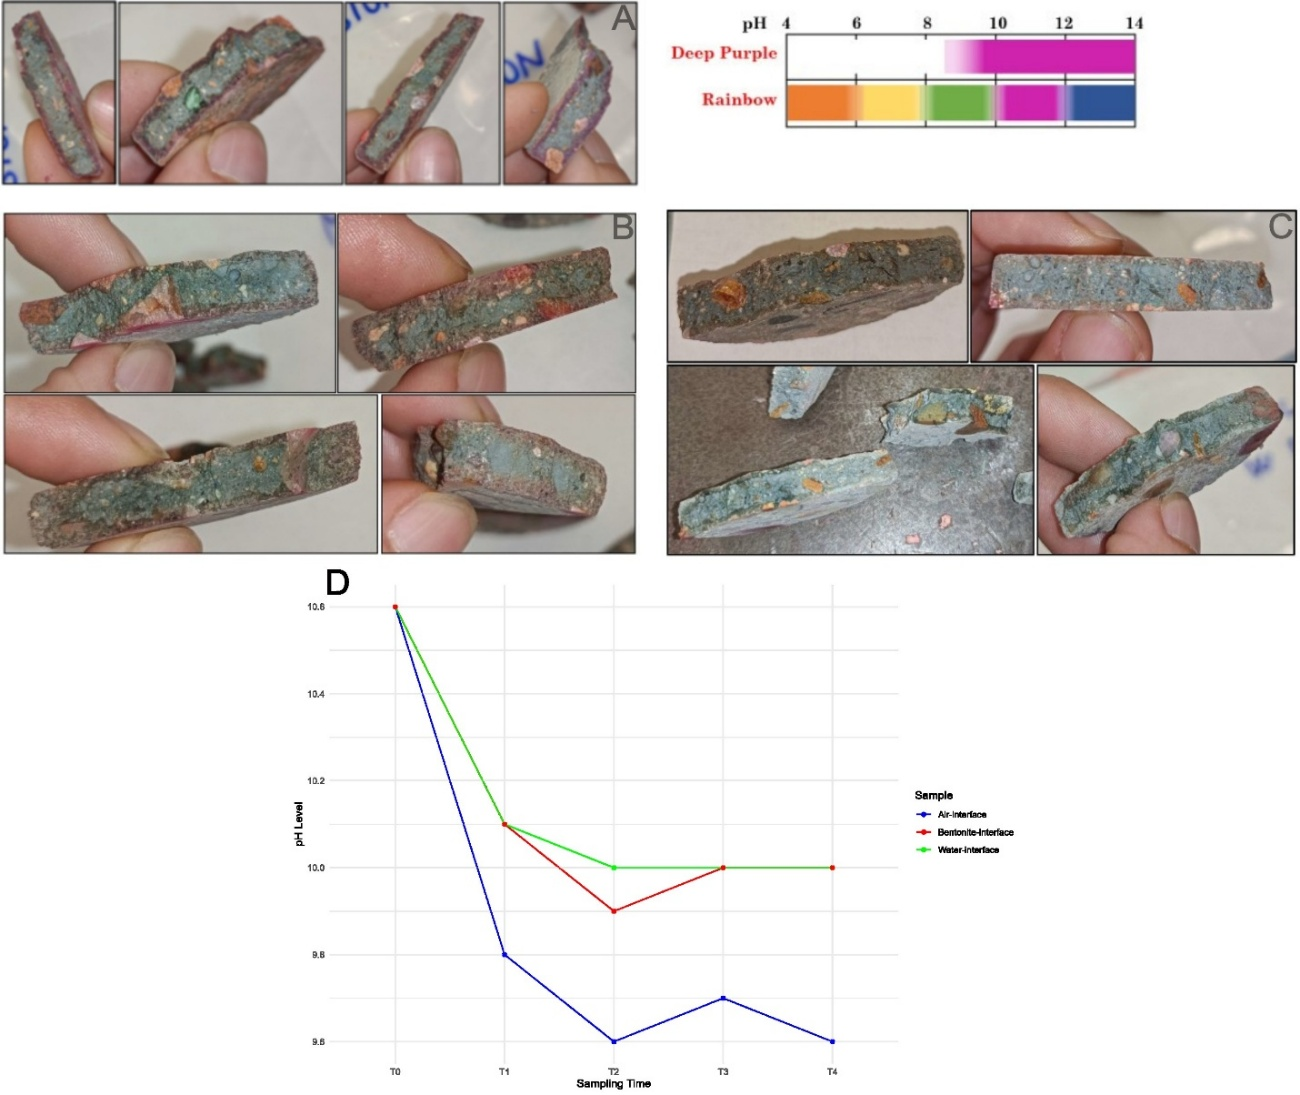 A
pH 4 6 8 10 12 14
Deep Purple
Rainbow
ON
B
C
D
10.6
10.4
10.2
10.0
9.8
9.6
pH Level
T0 T1 T2 T3 T4
Sampling Time
Sample
Air-Interface
Bentonite-Interface
Water-Interface